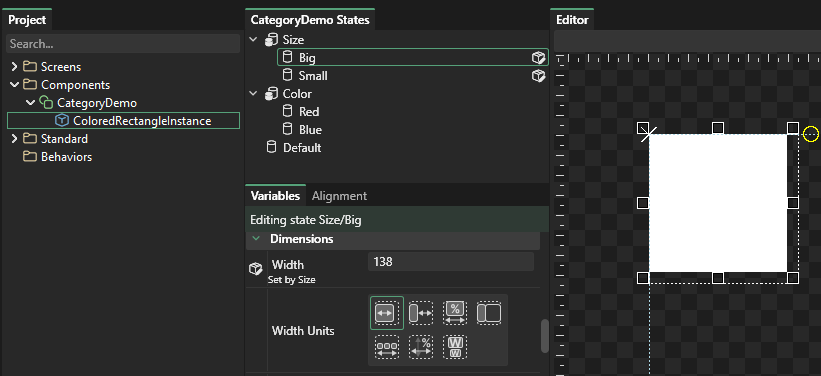 Project
Search...
Screens
Components
CategoryDemo
ColoredRectangleInstance
Standard
Behaviors
CategoryDemo States
Size
Big
Small
Color
Red
Blue
Default
Variables Alignment
Editing state Size/Big
Dimensions
Width 138
Set by Size
Width Units
%
%
W
W
Editor